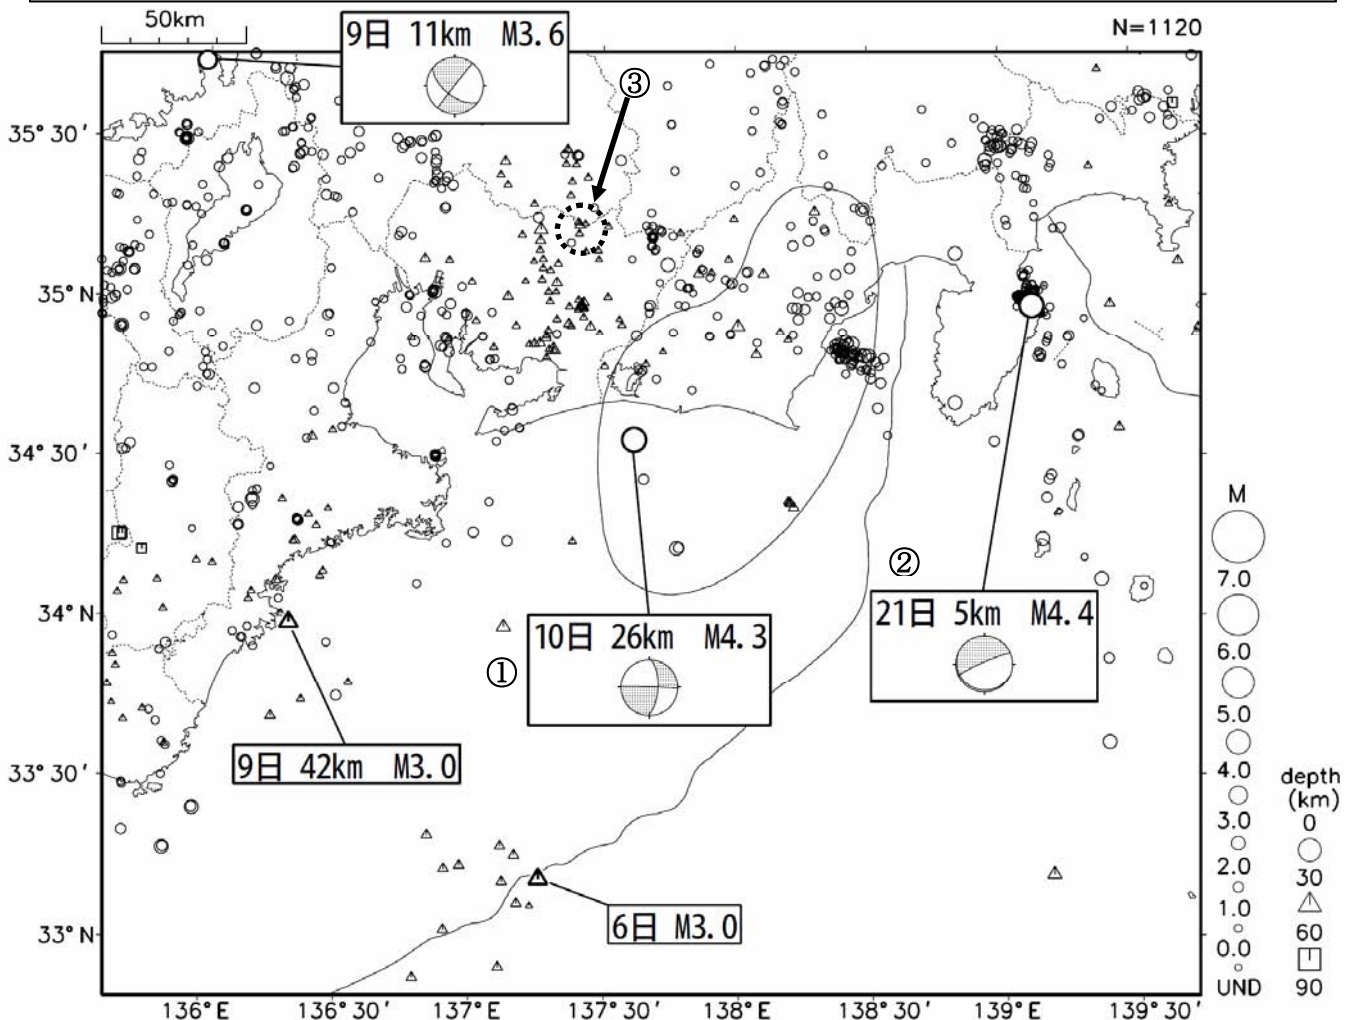 50km
N=1120
9日 11km M3.6
③
35°30′
35°N
34°30′
34°N
33°30′
33°N
②
21日 5km M4.4
①
10日 26km M4.3
9日 42km M3.0
6日 M3.0
M
7.0
6.0
5.0
4.0
3.0
2.0
1.0
0.0
UND
depth
(km)
0
30
60
90
136°E 136°30′ 137°E 137°30′ 138°E 138°30′ 139°E 139°30′